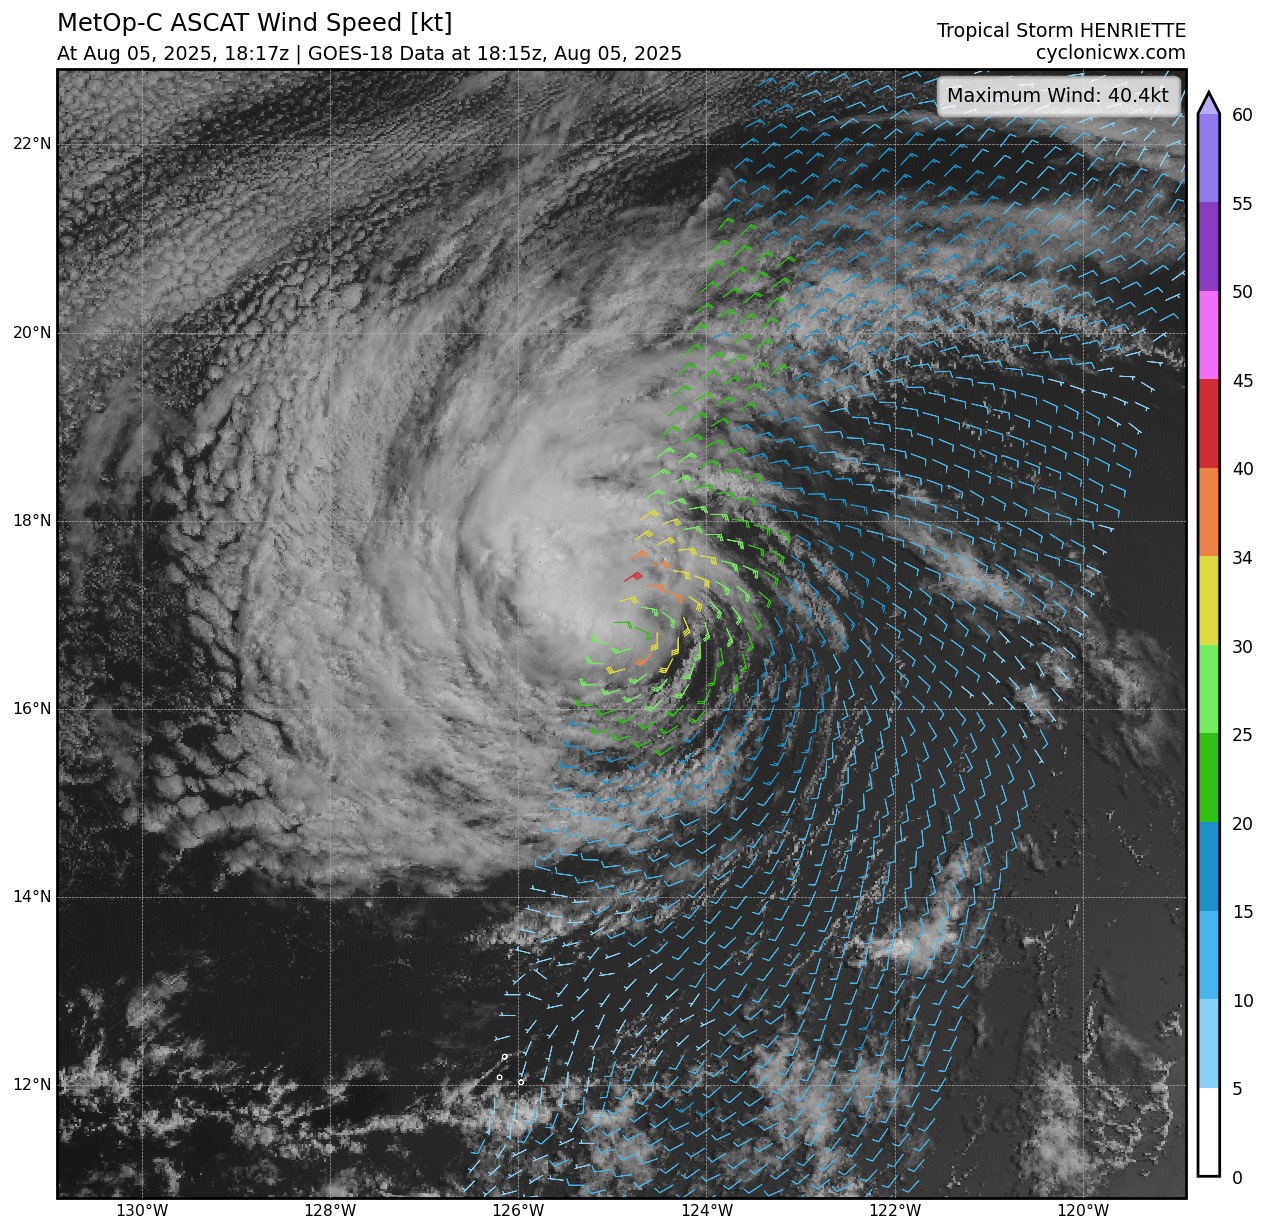 MetOp-C ASCAT Wind Speed [kt]
At Aug 05, 2025, 18:17z | GOES-18 Data at 18:15z, Aug 05, 2025
Tropical Storm HENRIETTE
cyclonicwx.com
Maximum Wind: 40.4kt
22°N
20°N
18°N
16°N
14°N
12°N
130°W
128°W
126°W
124°W
122°W
120°W
60
55
50
45
40
34
30
25
20
15
10
5
0